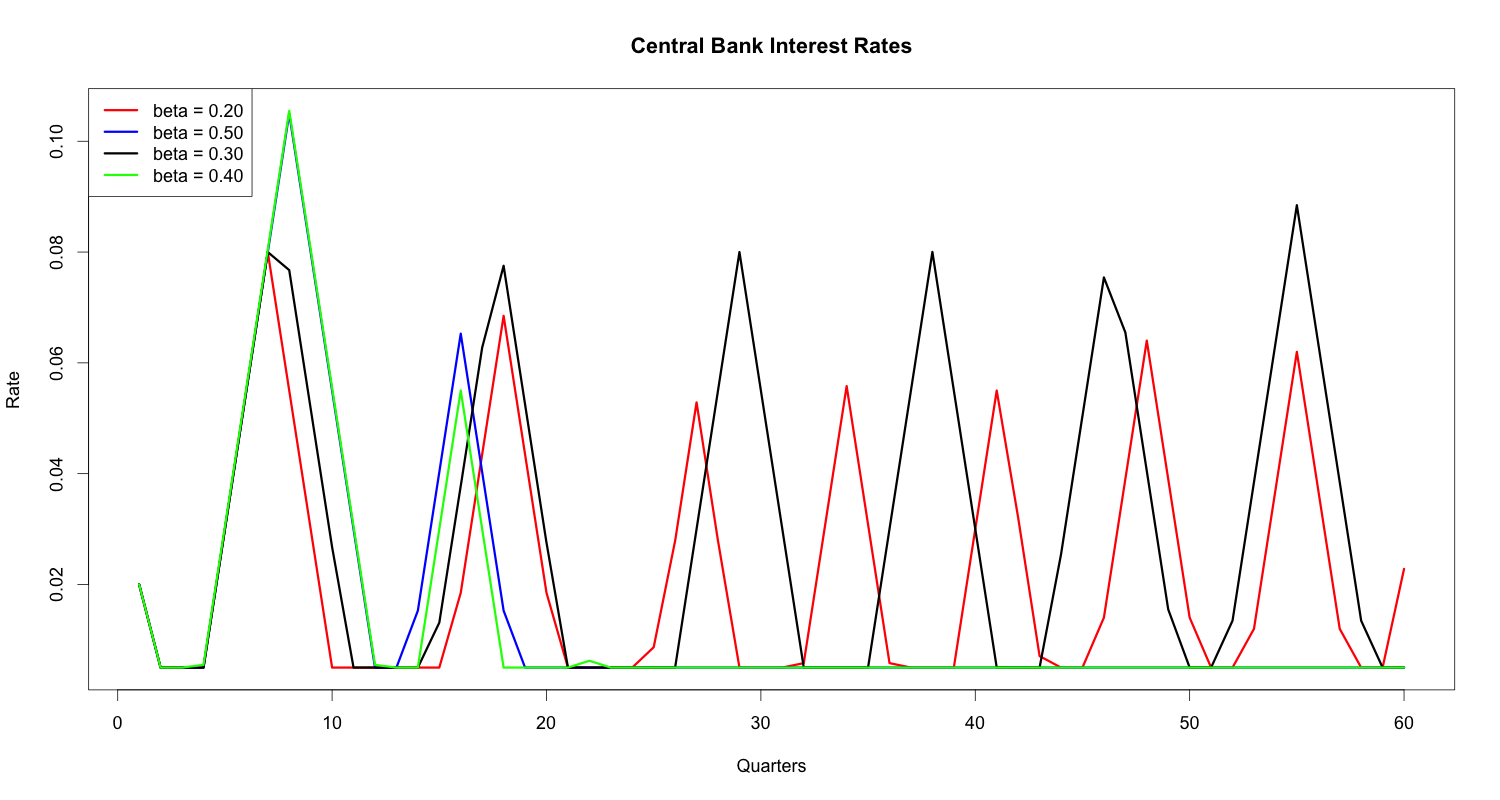 Central Bank Interest Rates
beta = 0.20
beta = 0.50
beta = 0.30
beta = 0.40
Rate
0.10
0.08
0.06
0.04
0.02
0 10 20 30 40 50 60
Quarters